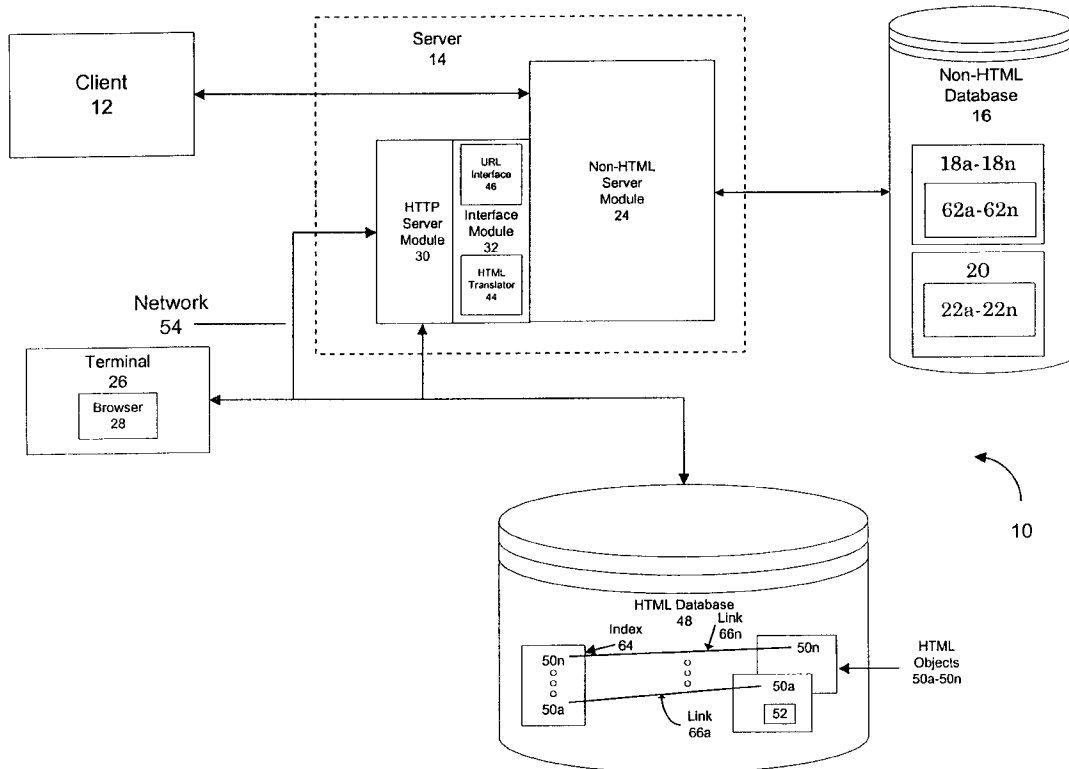 Client
12
Server
14
HTTP
Server
Module
30
URL
Interface
46
Interface
Module
32
HTML
Translator
44
Non-HTML
Server
Module
24
Non-HTML
Database
16
18a-18n
62a-62n
20
22a-22n
Network
54
Terminal
26
Browser
28
10
HTML Database
48
Index
64
Link
66n
50n
50a
50n
50a
52
Link
66a
HTML
Objects
50a-50n